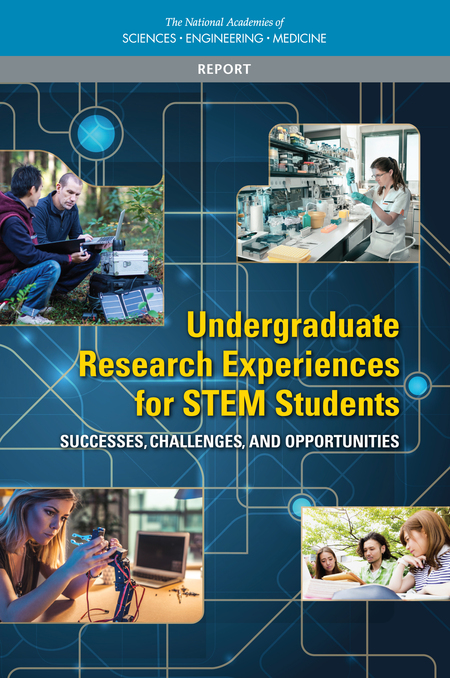 The National Academies of
SCIENCES • ENGINEERING • MEDICINE
REPORT
Undergraduate
Research Experiences
for STEM Students
SUCCESSES, CHALLENGES, AND OPPORTUNITIES